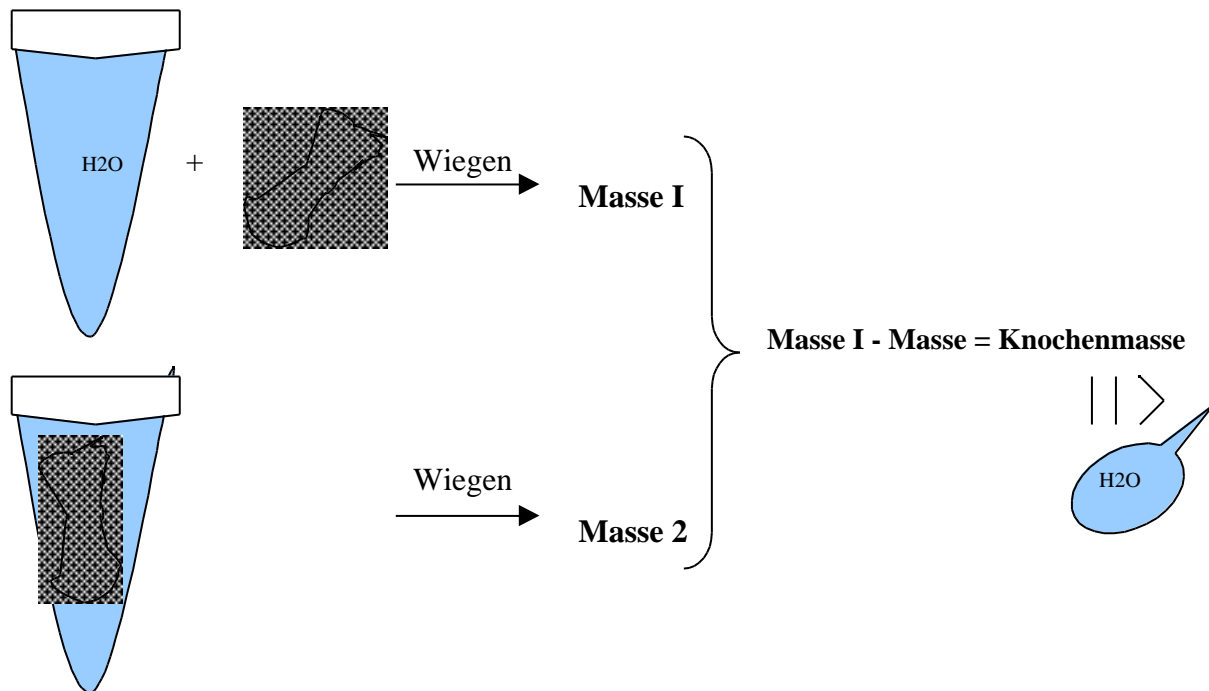 H2O
+
Wiegen
Masse I
Masse I - Masse = Knochenmasse
H2O
Wiegen
Masse 2